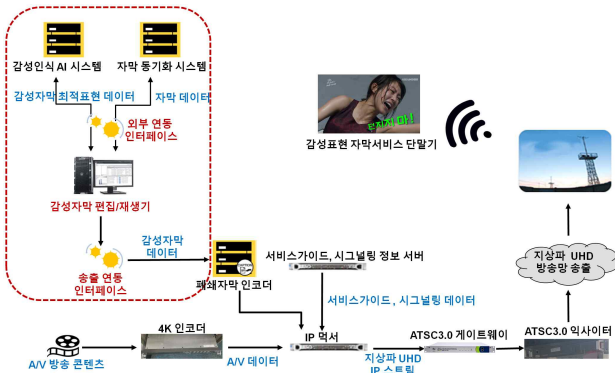 감성인식 AI 시스템
자막 동기화 시스템
감성자막 최적표현 데이터
자막 데이터
외부 연동
인터페이스
감성자막 편집/재생기
송출 연동
인터페이스
감성자막
데이터
폐쇄자막 인코더
서비스가이드, 시그널링 정보 서버
서비스가이드, 시그널링 데이터
던지지 마!
감성표현 자막서비스 단말기
지상파 UHD
방송망 송출
A/V 방송 콘텐츠
4K 인코더
A/V 데이터
IP 먹서
지상파 UHD
IP 스트림
ATSC3.0 게이트웨이
ATSC3.0 익사이터